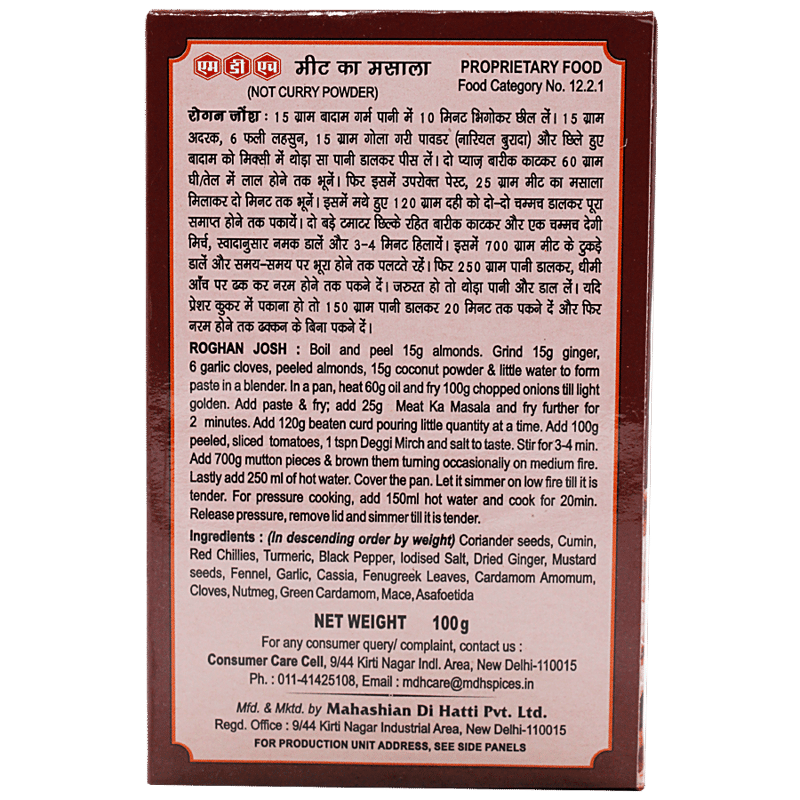 एम डी एच मीट का मसाला
PROPRIETARY FOOD
(NOT CURRY POWDER)
Food Category No. 12.2.1
रोगन जोंश : 15 ग्राम बादाम गर्म पानी में 10 मिनट भिगोकर छील लें। 15 ग्राम
अदरक, 6 फली लहसुन, 15 ग्राम गोला गरी पावडर (नारियल बुरादा) और छिले हुए
बादाम को मिक्सी में थोड़ा सा पानी डालकर पीस लें। दो प्याज़ बारीक काटकर 60 ग्राम
घी/तेल में लाल होने तक भूनें। फिर इसमें उपरोक्त पेस्ट, 25 ग्राम मीट का मसाला
मिलाकर दो मिनट तक भूनें। इसमें मथे हुए 120 ग्राम दही को दो-दो चम्मच डालकर पूरा
समाप्त होने तक पकायें। दो बड़े टमाटर छिल्के रहित बारीक काटकर और एक चम्मच देगी
मिर्च, स्वादानुसार नमक डालें और 3-4 मिनट हिलायें। इसमें 700 ग्राम मीट के टुकड़े
डालें और समय-समय पर भूरा होने तक पलटते रहें। फिर 250 ग्राम पानी डालकर, धीमी
आँच पर ढक कर नरम होने तक पकने दें। जरुरत हो तो थोड़ा पानी और डाल लें। यदि
प्रेशर कुकर में पकाना हो तो 150 ग्राम पानी डालकर 20 मिनट तक पकने दें और फिर
नरम होने तक ढक्कन के बिना पकने दें।
ROGHAN JOSH : Boil and peel 15g almonds. Grind 15g ginger,
6 garlic cloves, peeled almonds, 15g coconut powder & little water to form
paste in a blender. In a pan, heat 60g oil and fry 100g chopped onions till light
golden. Add paste & fry; add 25g Meat Ka Masala and fry further for
2 minutes. Add 120g beaten curd pouring little quantity at a time. Add 100g
peeled, sliced tomatoes, 1 tspn Deggi Mirch and salt to taste. Stir for 3-4 min.
Add 700g mutton pieces & brown them turning occasionally on medium fire.
Lastly add 250 ml of hot water. Cover the pan. Let it simmer on low fire till it is
tender. For pressure cooking, add 150ml hot water and cook for 20min.
Release pressure, remove lid and simmer till it is tender.
Ingredients : (In descending order by weight) Coriander seeds, Cumin,
Red Chillies, Turmeric, Black Pepper, Iodised Salt, Dried Ginger, Mustard
seeds, Fennel, Garlic, Cassia, Fenugreek Leaves, Cardamom Amomum,
Cloves, Nutmeg, Green Cardamom, Mace, Asafoetida
NET WEIGHT 100g
For any consumer query/ complaint, contact us :
Consumer Care Cell, 9/44 Kirti Nagar Indl. Area, New Delhi-110015
Ph. : 011-41425108, Email : mdhcare@mdhspices.in
Mfd. & Mktd. by Mahashian Di Hatti Pvt. Ltd.
Regd. Office : 9/44 Kirti Nagar Industrial Area, New Delhi-110015
FOR PRODUCTION UNIT ADDRESS, SEE SIDE PANELS